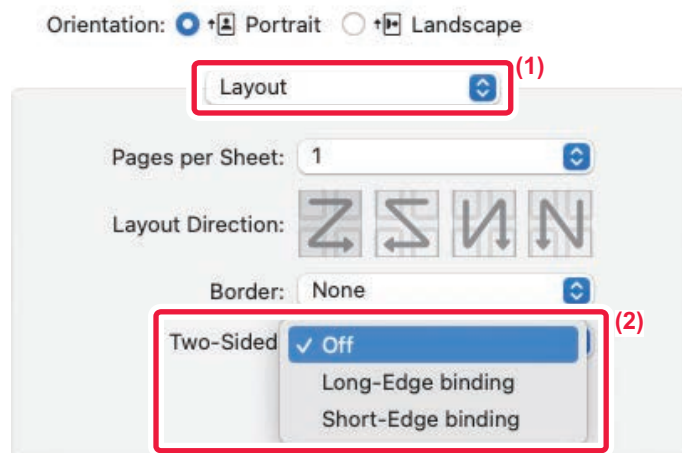 Orientation: Portrait Landscape
(1)
Layout
Pages per Sheet: 1
Layout Direction:
Border: None
(2)
Two-Sided ✓ Off
Long-Edge binding
Short-Edge binding